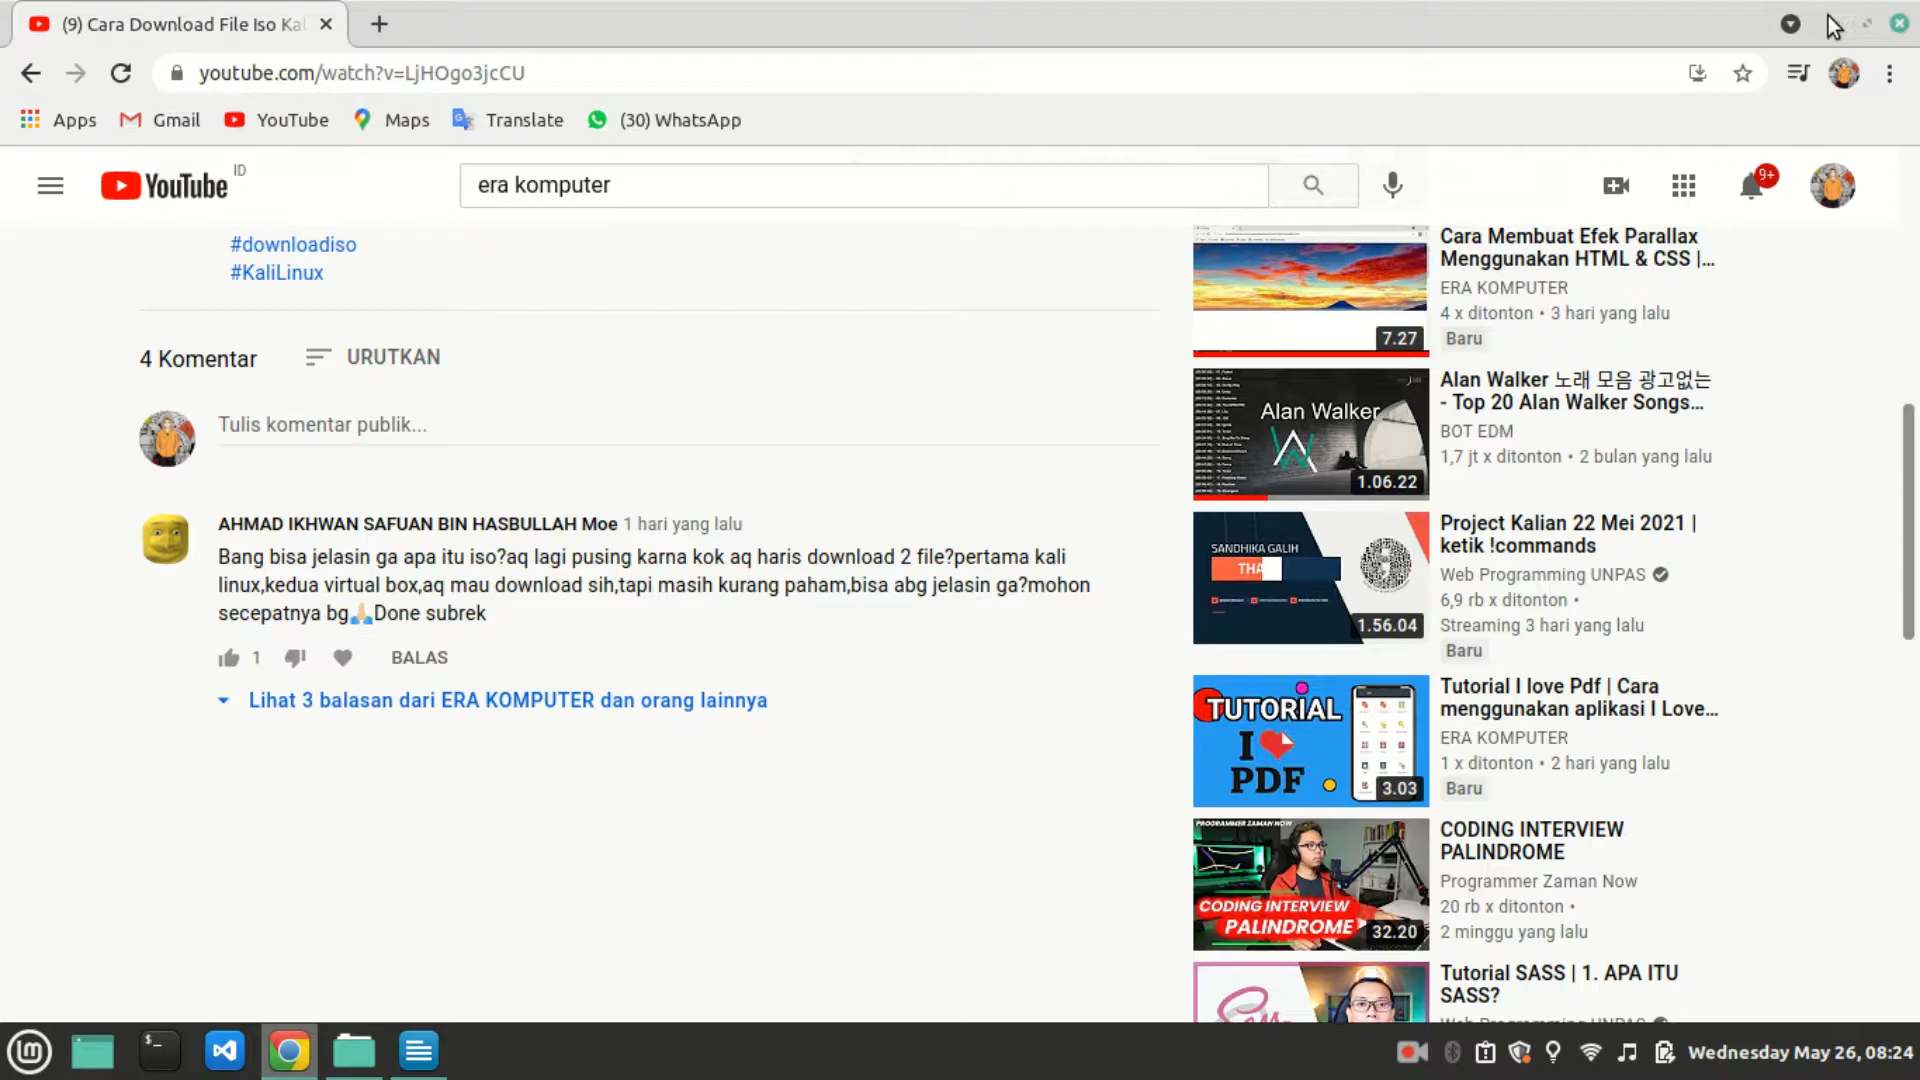 (9) Cara Download File Iso Kal
youtube.com/watch?v=LjHOgo3jcCU
Apps
Gmail
YouTube
Maps
Translate
(30) WhatsApp
YouTube ID
era komputer
9+
#downloadiso
#KaliLinux
4 Komentar
URUTKAN
Tulis komentar publik...
AHMAD IKHWAN SAFUAN BIN HASBULLAH Moe 1 hari yang lalu
Bang bisa jelasin ga apa itu iso?aq lagi pusing karna kok aq haris download 2 file?pertama kali
linux,kedua virtual box,aq mau download sih,tapi masih kurang paham,bisa abg jelasin ga?mohon
secepatnya bg🙏🏻Done subrek
1
BALAS
Lihat 3 balasan dari ERA KOMPUTER dan orang lainnya
7.27
Cara Membuat Efek Parallax
Menggunakan HTML & CSS |...
ERA KOMPUTER
4 x ditonton • 3 hari yang lalu
Baru
Alan Walker
1.06.22
Alan Walker 노래 모음 광고없는
- Top 20 Alan Walker Songs...
BOT EDM
1,7 jt x ditonton • 2 bulan yang lalu
SANDHIKA GALIH
THA
1.56.04
Project Kalian 22 Mei 2021 |
ketik !commands
Web Programming UNPAS
6,9 rb x ditonton •
Streaming 3 hari yang lalu
Baru
TUTORIAL
I
PDF
3.03
Tutorial I love Pdf | Cara
menggunakan aplikasi I Love...
ERA KOMPUTER
1 x ditonton • 2 hari yang lalu
Baru
PROGRAMMER ZAMAN NOW
CODING INTERVIEW
PALINDROME
32.20
CODING INTERVIEW
PALINDROME
Programmer Zaman Now
20 rb x ditonton •
2 minggu yang lalu
Sass
Tutorial SASS | 1. APA ITU
SASS?
Web Programming UNPAS
Wednesday May 26, 08:24